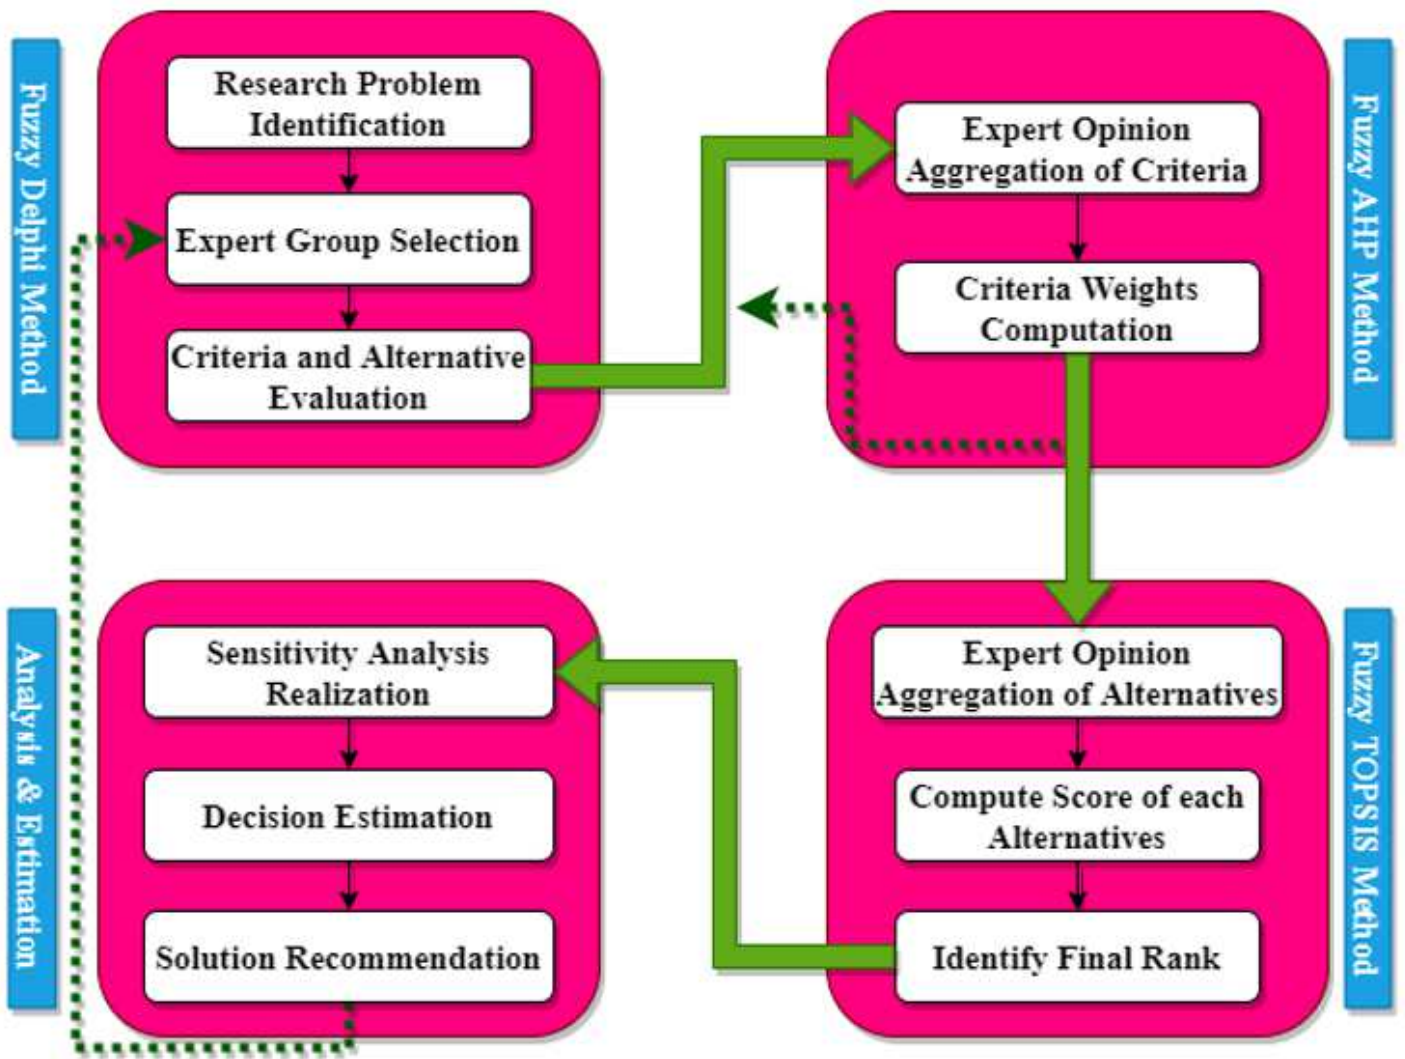 Fuzzy Delphi Method
Research Problem
Identification
Expert Group Selection
Criteria and Alternative
Evaluation
Fuzzy AHP Method
Expert Opinion
Aggregation of Criteria
Criteria Weights
Computation
Fuzzy TOPSIS Method
Expert Opinion
Aggregation of Alternatives
Compute Score of each
Alternatives
Identify Final Rank
Analysis & Estimation
Sensitivity Analysis
Realization
Decision Estimation
Solution Recommendation